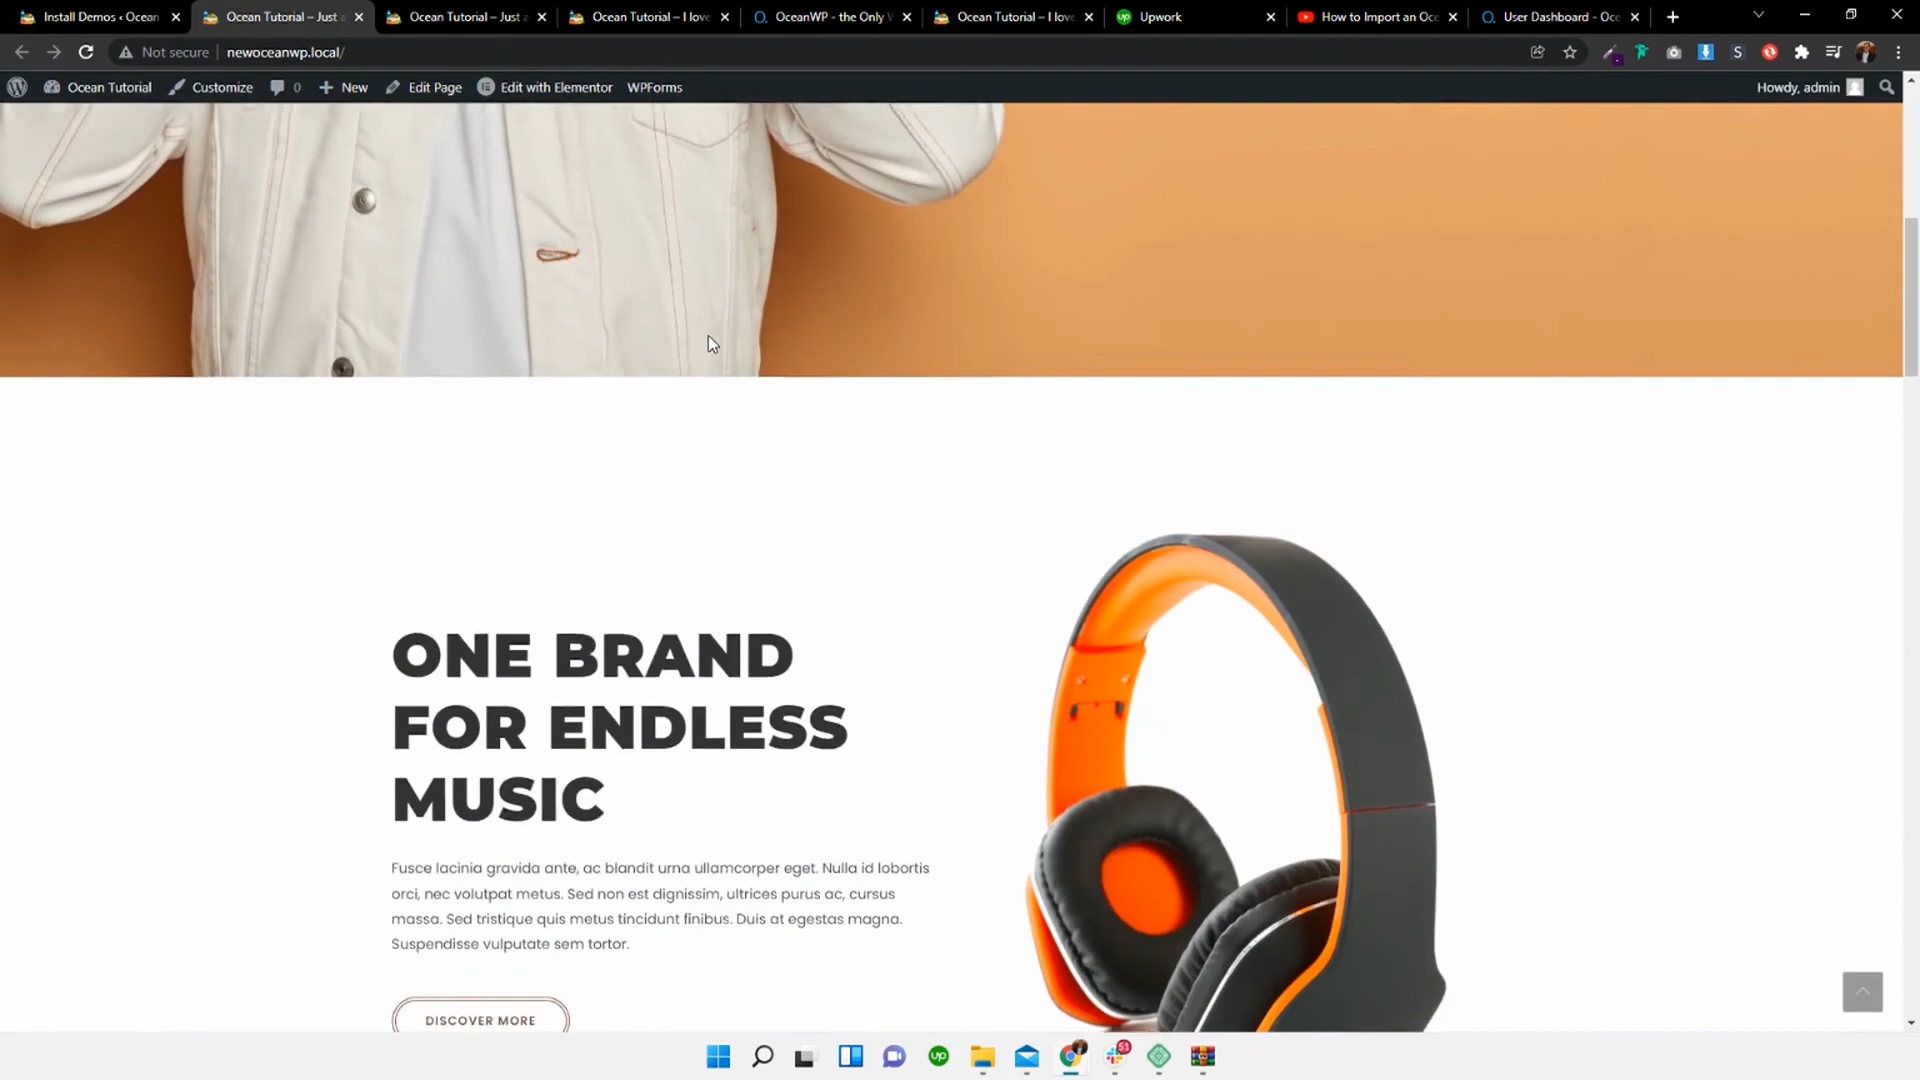 Install Demos ‹ Ocean
Ocean Tutorial – Just a
Ocean Tutorial – Just a
Ocean Tutorial – I love
OceanWP - the Only W
Ocean Tutorial – I love
Upwork
How to Import an Oce
User Dashboard - Oce
Not secure
newoceanwp.local/
Ocean Tutorial
Customize
0
New
Edit Page
Edit with Elementor
WPForms
Howdy, admin
ONE BRAND
FOR ENDLESS
MUSIC
Fusce lacinia gravida ante, ac blandit urna ullamcorper eget. Nulla id lobortis
orci, nec volutpat metus. Sed non est dignissim, ultrices purus ac, cursus
massa. Sed tristique quis metus tincidunt finibus. Duis at egestas magna.
Suspendisse vulputate sem tortor.
DISCOVER MORE
up
51